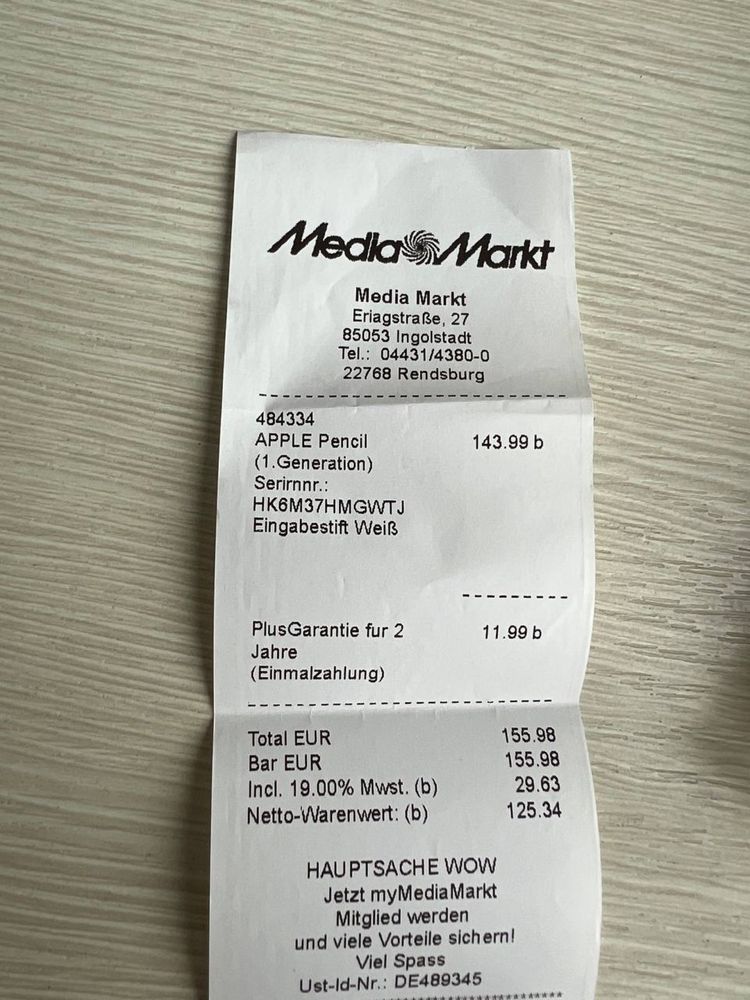 Media Markt
Media Markt
Eriagstraße, 27
85053 Ingolstadt
Tel.: 04431/4380-0
22768 Rendsburg
484334
APPLE Pencil 143.99 b
(1.Generation)
Serirnnr.:
HK6M37HMGWTJ
Eingabestift Weiß
PlusGarantie fur 2 11.99 b
Jahre
(Einmalzahlung)
Total EUR 155.98
Bar EUR 155.98
Incl. 19.00% Mwst. (b) 29.63
Netto-Warenwert: (b) 125.34
HAUPTSACHE WOW
Jetzt myMediaMarkt
Mitglied werden
und viele Vorteile sichern!
Viel Spass
Ust-Id-Nr.: DE489345